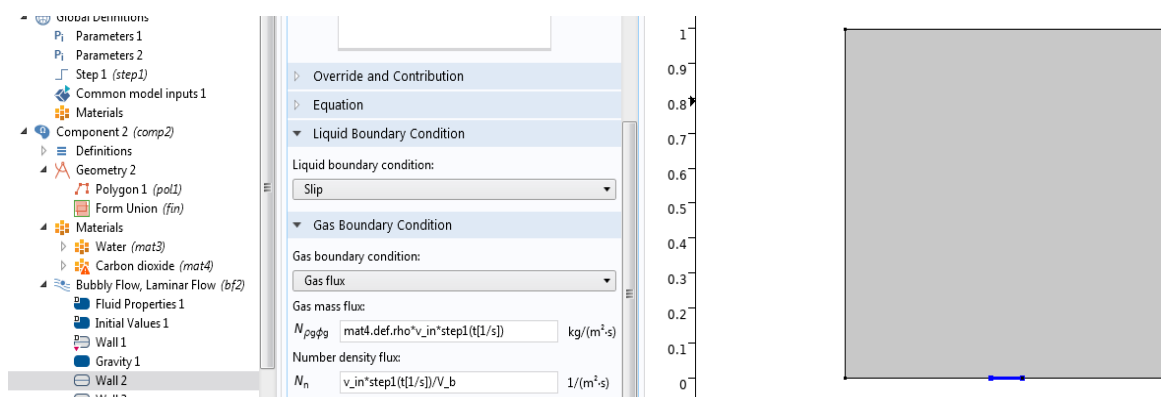 Global Definitions
Pi Parameters 1
Pi Parameters 2
Step 1 (step1)
Common model inputs 1
Materials
Component 2 (comp2)
Definitions
Geometry 2
Polygon 1 (pol1)
Form Union (fin)
Materials
Water (mat3)
Carbon dioxide (mat4)
Bubbly Flow, Laminar Flow (bf2)
D Fluid Properties 1
D Initial Values 1
D Wall 1
Gravity 1
Wall 2
Override and Contribution
Equation
Liquid Boundary Condition
Liquid boundary condition:
Slip
Gas Boundary Condition
Gas boundary condition:
Gas flux
Gas mass flux:
Nρgϕg mat4.def.rho*v_in*step1(t[1/s]) kg/(m²·s)
Number density flux:
Nn v_in*step1(t[1/s])/V_b 1/(m²·s)
1
0.9
0.8
0.7
0.6
0.5
0.4
0.3
0.2
0.1
0